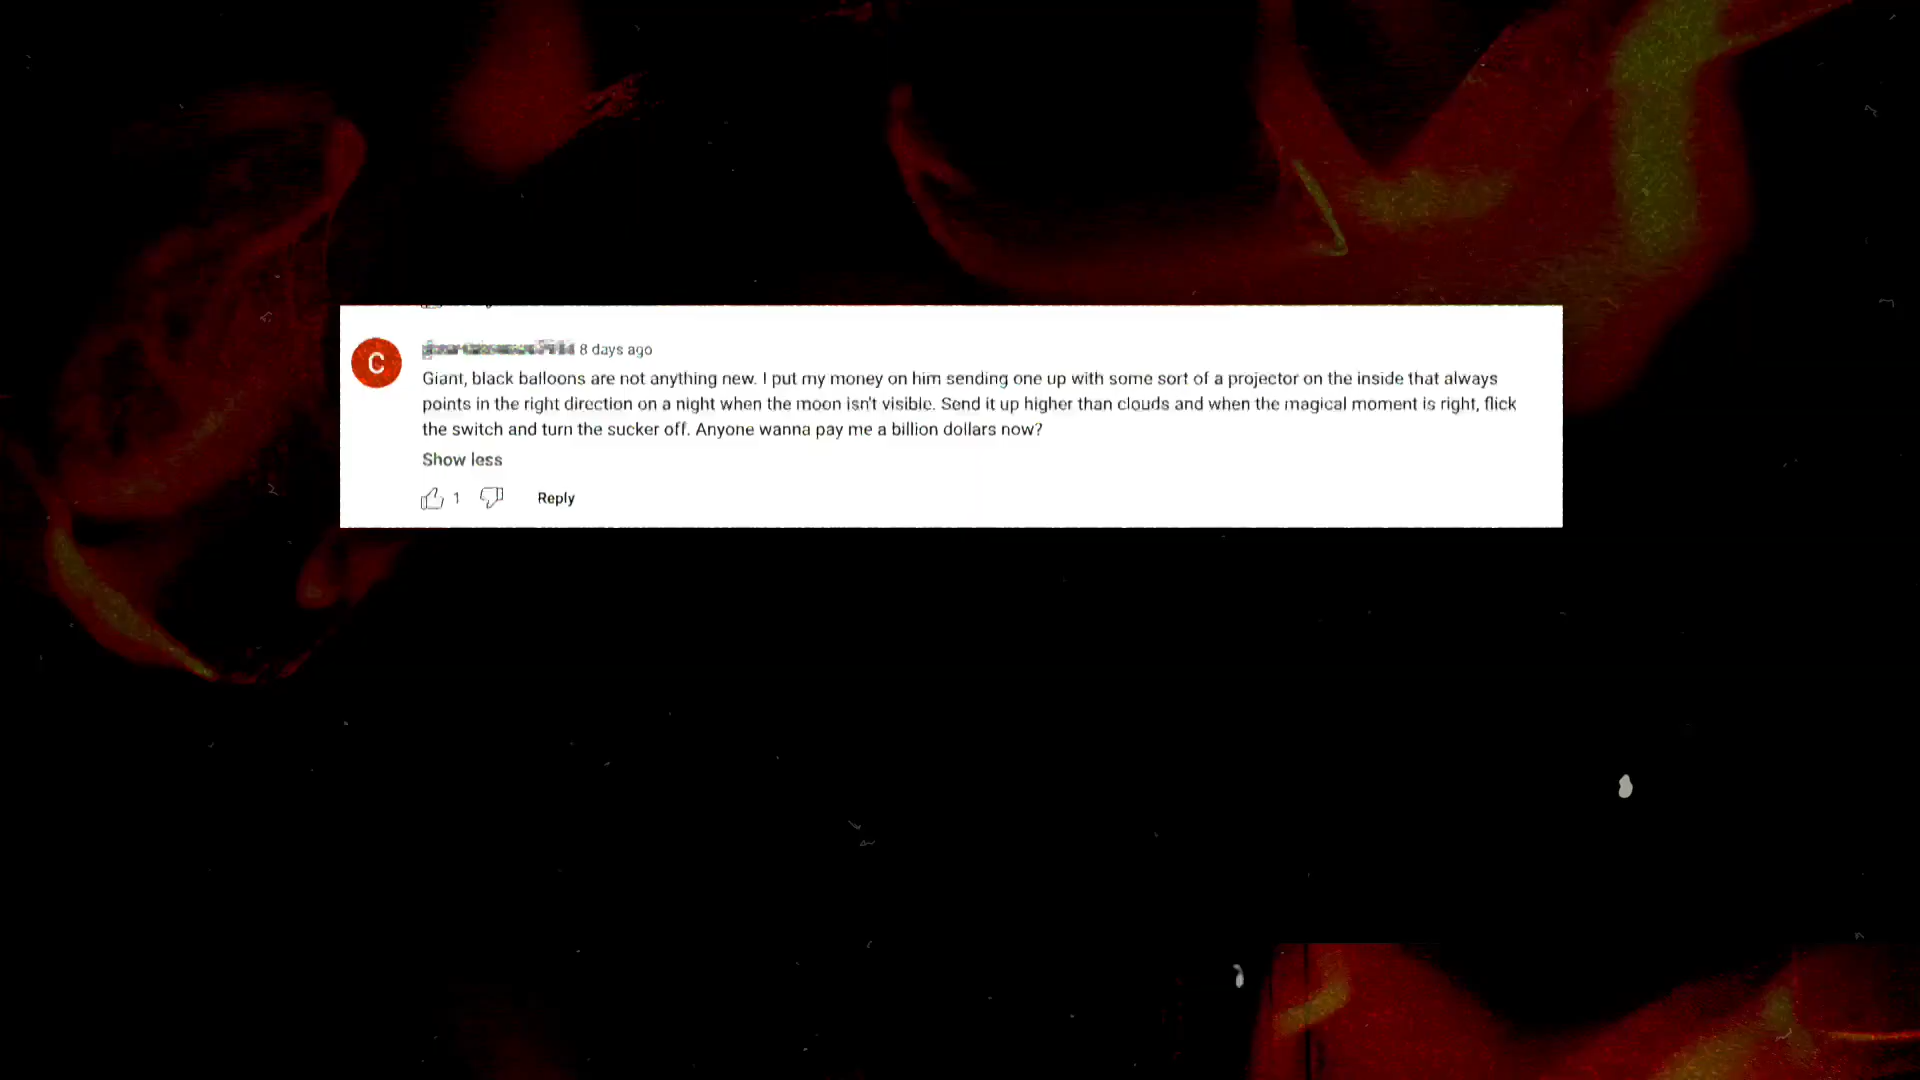 C
8 days ago
Giant, black balloons are not anything new. I put my money on him sending one up with some sort of a projector on the inside that always
points in the right direction on a night when the moon isn't visible. Send it up higher than clouds and when the magical moment is right, flick
the switch and turn the sucker off. Anyone wanna pay me a billion dollars now?
Show less
1
Reply